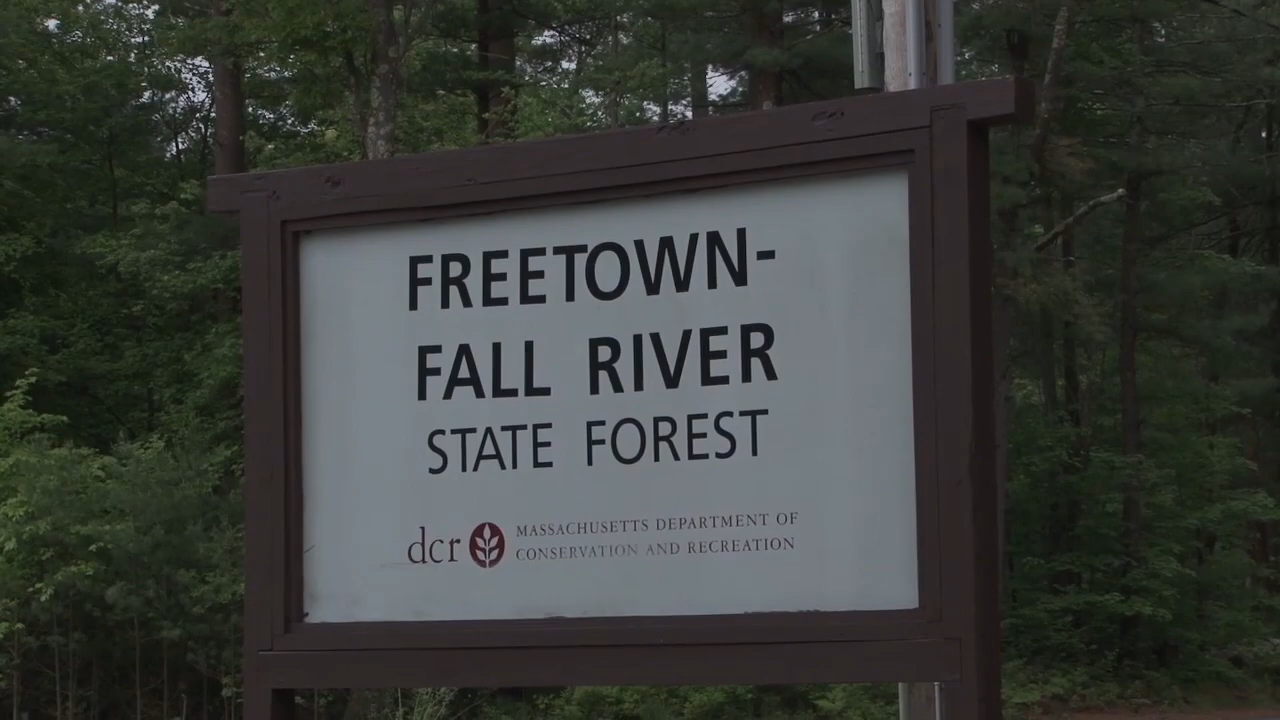 FREETOWN-
FALL RIVER
STATE FOREST
dcr MASSACHUSETTS DEPARTMENT OF
CONSERVATION AND RECREATION